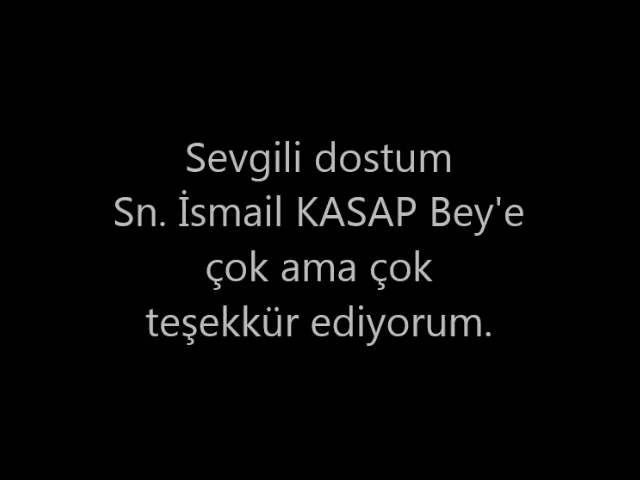 Sevgili dostum
Sn. İsmail KASAP Bey'e
çok ama çok
teşekkür ediyorum.